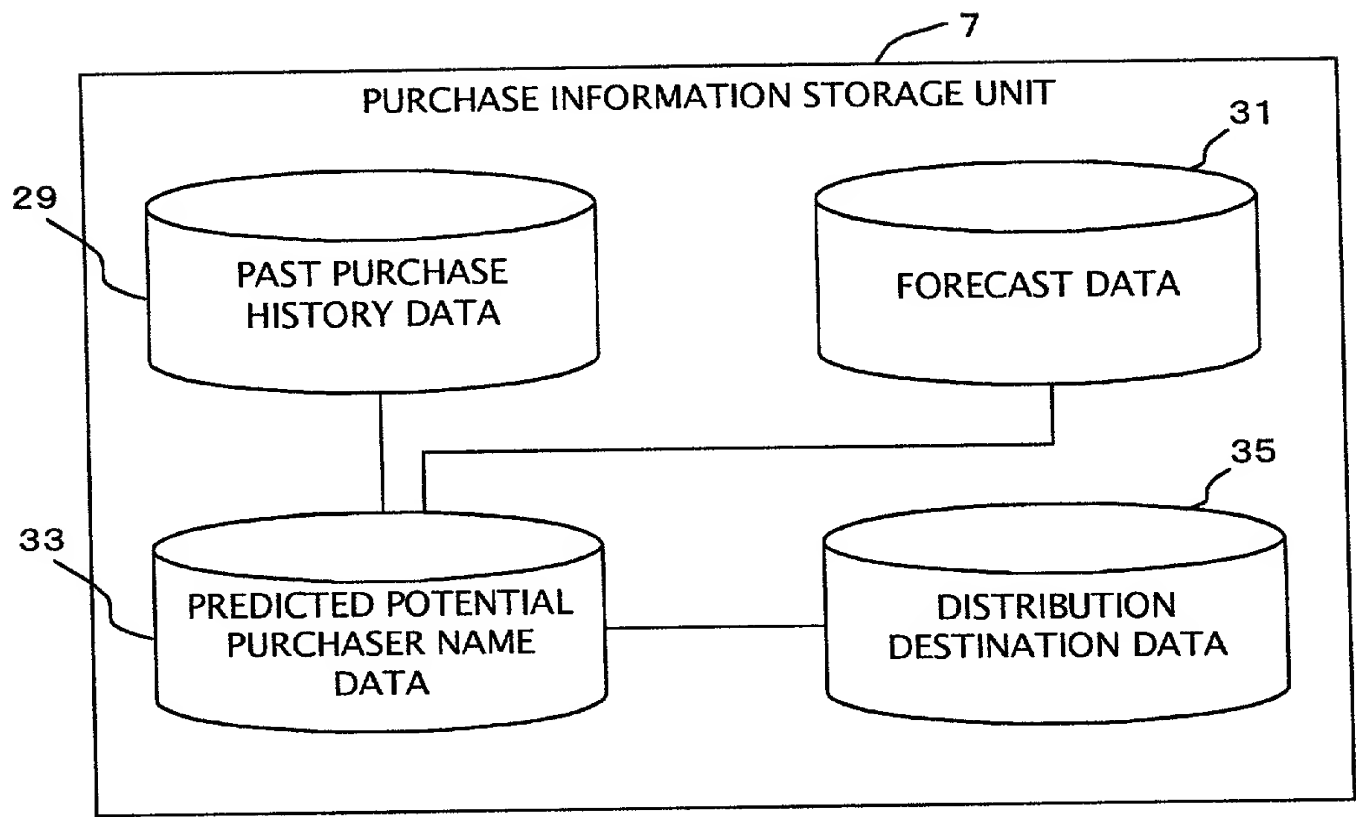 7
PURCHASE INFORMATION STORAGE UNIT
31
29
PAST PURCHASE
HISTORY DATA
FORECAST DATA
35
33
PREDICTED POTENTIAL
PURCHASER NAME
DATA
DISTRIBUTION
DESTINATION DATA